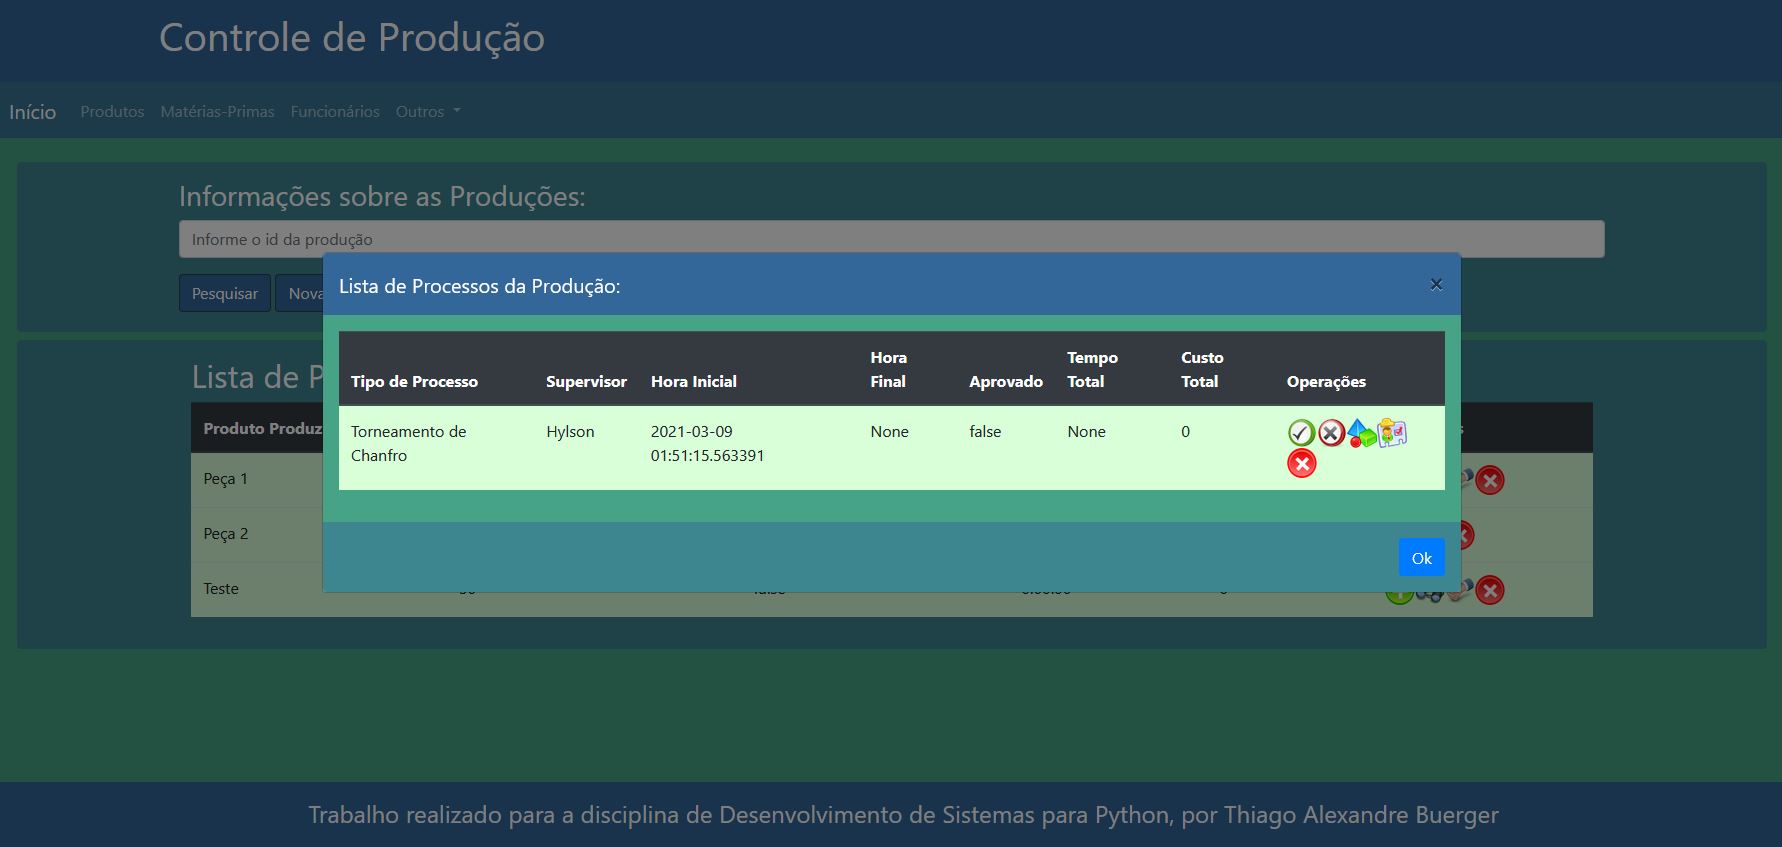 Controle de Produção
Início Produtos Matérias-Primas Funcionários Outros
Informações sobre as Produções:
Informe o id da produção
Pesquisar
Lista de Processos da Produção: ×
Tipo de Processo Supervisor Hora Inicial Hora Final Aprovado Tempo Total Custo Total Operações
Torneamento de Hylson 2021-03-09 None false None 0
Chanfro 01:51:15.563391
Ok
Lista de
Produto
Peça 1
Peça 2
Teste
Trabalho realizado para a disciplina de Desenvolvimento de Sistemas para Python, por Thiago Alexandre Buerger